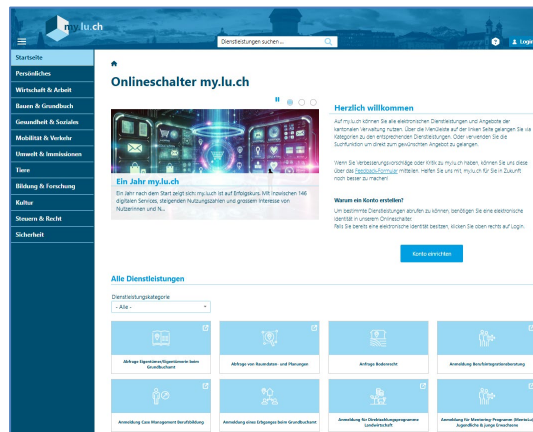 my.lu.ch
Dienstleistungen suchen ...
?
Login
Startseite
Persönliches
Wirtschaft & Arbeit
Bauen & Grundbuch
Gesundheit & Soziales
Mobilität & Verkehr
Umwelt & Immissionen
Tiere
Bildung & Forschung
Kultur
Steuern & Recht
Sicherheit
Onlineschalter my.lu.ch
Ein Jahr my.lu.ch
Ein Jahr nach dem Start zeigt sich: my.lu.ch ist auf Erfolgskurs. Mit inzwischen 146
digitalen Services, steigenden Nutzungszahlen und grossem Interesse von
Nutzerinnen und N...
Herzlich willkommen
Auf my.lu.ch können Sie alle elektronischen Dienstleistungen und Angebote der
kantonalen Verwaltung nutzen. Über die Menüleiste auf der linken Seite gelangen Sie via
Kategorien zu den entsprechenden Dienstleistungen. Oder verwenden Sie die
Suchfunktion um direkt zum gewünschten Angebot zu gelangen.
Wenn Sie Verbesserungsvorschläge oder Kritik zu my.lu.ch haben, können Sie uns diese
über das Feedback-Formular mitteilen. Helfen Sie uns mit, my.lu.ch für Sie in Zukunft
noch besser zu machen!
Warum ein Konto erstellen?
Um bestimmte Dienstleistungen abrufen zu können, benötigen Sie eine elektronische
Identität in unserem Onlineschalter.
Falls Sie bereits eine elektronische Identität besitzen, klicken Sie oben rechts auf Login.
Konto einrichten
Alle Dienstleistungen
Dienstleistungskategorie
- Alle -
Abfrage Eigentümer/Eigentümerin beim
Grundbuchamt
Abfrage von Raumdaten- und Planungen
Anfrage Bodenrecht
Anmeldung Berufsintegrationsberatung
Anmeldung Case Management Berufsbildung
Anmeldung eines Erbganges beim Grundbuchamt
Anmeldung für Direktzahlungsprogramme
Landwirtschaft
Anmeldung für Mentoring-Programm
Jugendliche & junge Erwachsene